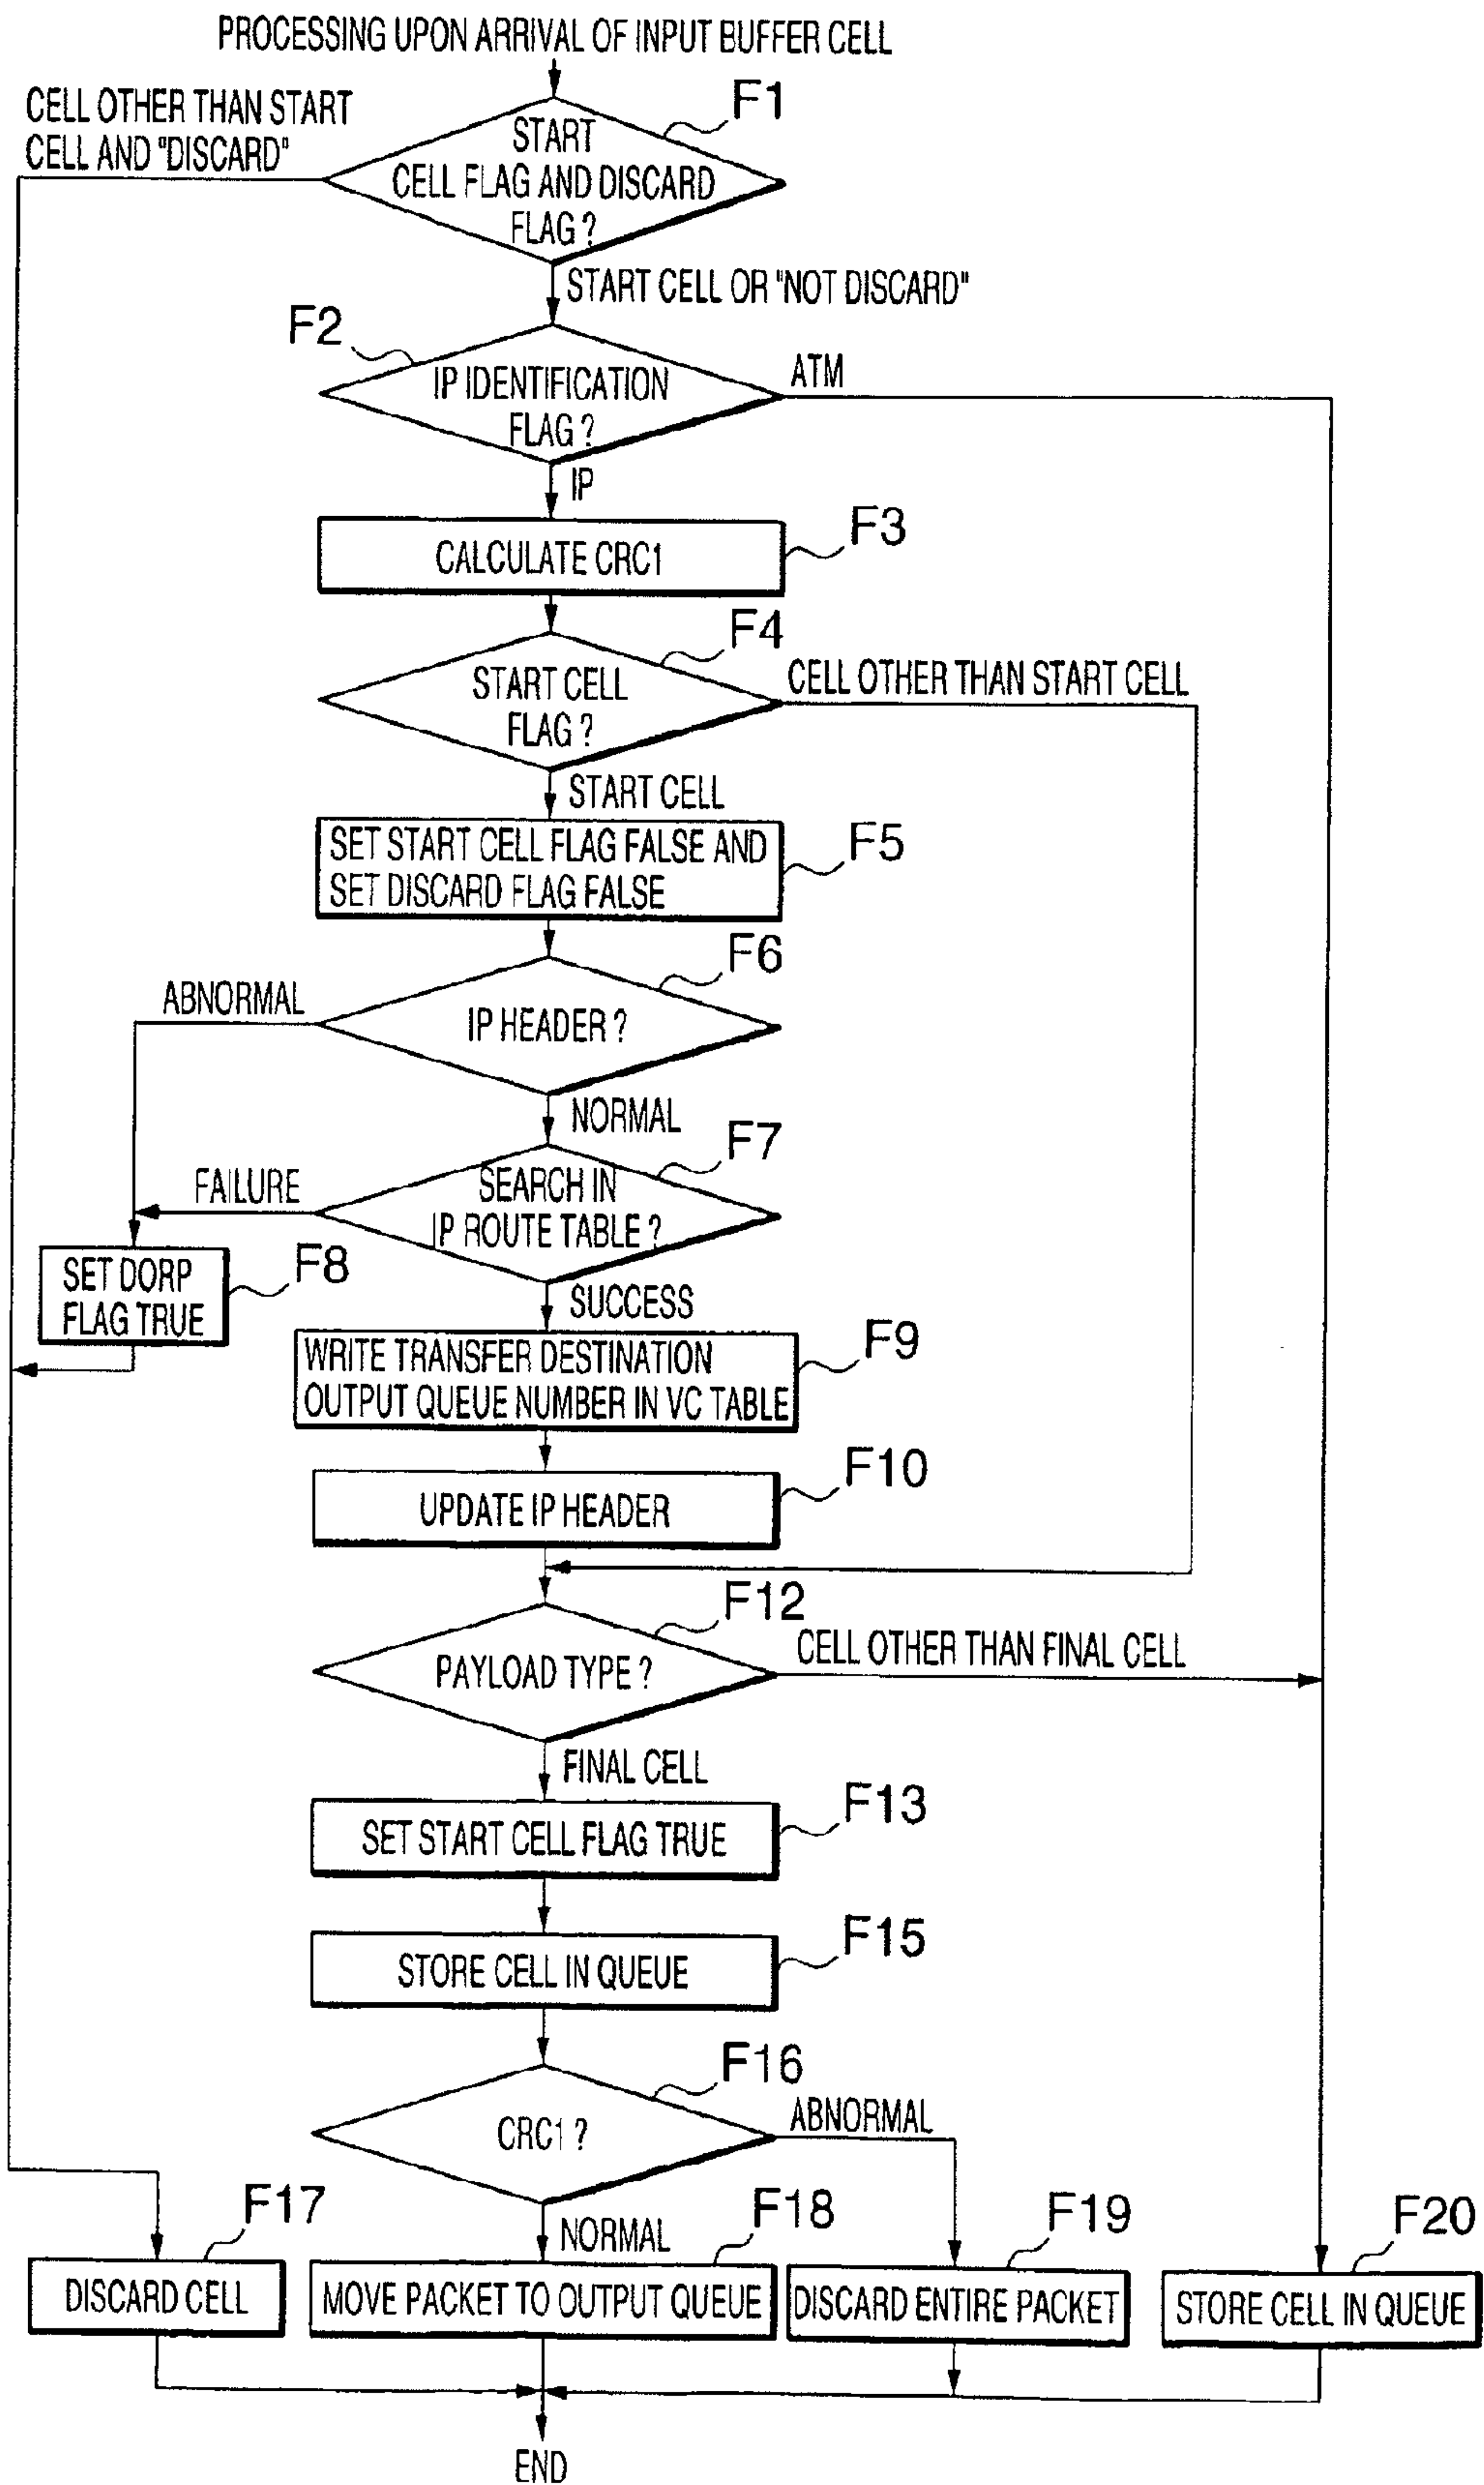 PROCESSING UPON ARRIVAL OF INPUT BUFFER CELL
CELL OTHER THAN START
CELL AND "DISCARD"
F1
START
CELL FLAG AND DISCARD
FLAG ?
START CELL OR "NOT DISCARD"
F2
IP IDENTIFICATION
FLAG ?
ATM
IP
CALCULATE CRC1
F3
F4
START CELL
FLAG ?
CELL OTHER THAN START CELL
START CELL
SET START CELL FLAG FALSE AND
SET DISCARD FLAG FALSE
F5
F6
ABNORMAL
IP HEADER ?
NORMAL
F7
FAILURE
SEARCH IN
IP ROUTE TABLE ?
SET DORP
FLAG TRUE
F8
SUCCESS
WRITE TRANSFER DESTINATION
OUTPUT QUEUE NUMBER IN VC TABLE
F9
UPDATE IP HEADER
F10
F12
PAYLOAD TYPE ?
CELL OTHER THAN FINAL CELL
FINAL CELL
SET START CELL FLAG TRUE
F13
STORE CELL IN QUEUE
F15
F16
CRC1 ?
ABNORMAL
NORMAL
F17
F18
F19
F20
DISCARD CELL
MOVE PACKET TO OUTPUT QUEUE
DISCARD ENTIRE PACKET
STORE CELL IN QUEUE
END